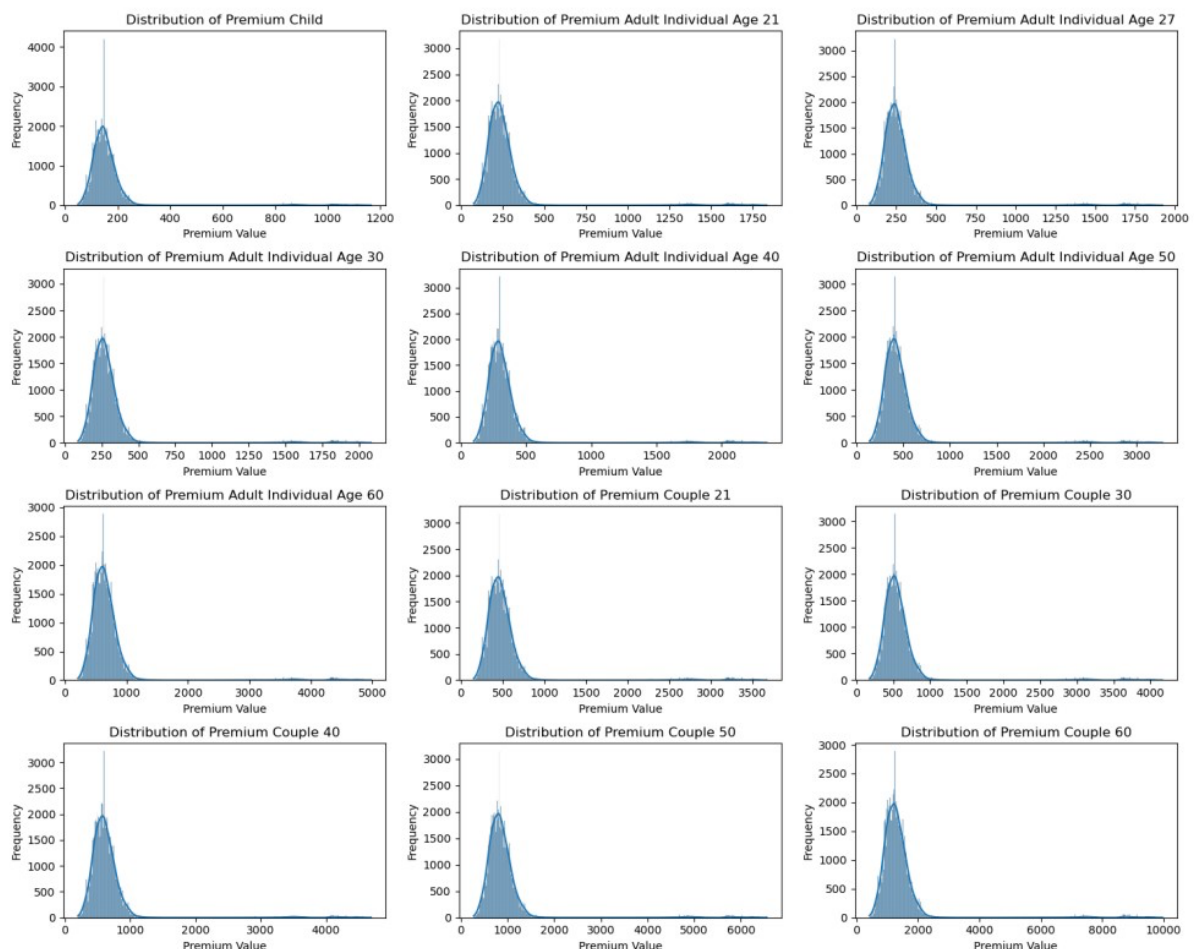 Distribution of Premium Child
Distribution of Premium Adult Individual Age 21
Distribution of Premium Adult Individual Age 27
4000
3000
2000
1000
0
Frequency
0 200 400 600 800 1000 1200
Premium Value
3000
2500
2000
1500
1000
500
0
Frequency
0 250 500 750 1000 1250 1500 1750
Premium Value
3000
2500
2000
1500
1000
500
0
Frequency
0 250 500 750 1000 1250 1500 1750 2000
Premium Value
Distribution of Premium Adult Individual Age 30
Distribution of Premium Adult Individual Age 40
Distribution of Premium Adult Individual Age 50
3000
2500
2000
1500
1000
500
0
Frequency
0 250 500 750 1000 1250 1500 1750 2000
Premium Value
3000
2500
2000
1500
1000
500
0
Frequency
0 500 1000 1500 2000
Premium Value
3000
2500
2000
1500
1000
500
0
Frequency
0 500 1000 1500 2000 2500 3000
Premium Value
Distribution of Premium Adult Individual Age 60
Distribution of Premium Couple 21
Distribution of Premium Couple 30
3000
2500
2000
1500
1000
500
0
Frequency
0 1000 2000 3000 4000 5000
Premium Value
3000
2500
2000
1500
1000
500
0
Frequency
0 500 1000 1500 2000 2500 3000 3500
Premium Value
3000
2500
2000
1500
1000
500
0
Frequency
0 500 1000 1500 2000 2500 3000 3500 4000
Premium Value
Distribution of Premium Couple 40
Distribution of Premium Couple 50
Distribution of Premium Couple 60
3000
2500
2000
1500
1000
500
0
Frequency
0 1000 2000 3000 4000
Premium Value
3000
2500
2000
1500
1000
500
0
Frequency
0 1000 2000 3000 4000 5000 6000
Premium Value
3000
2500
2000
1500
1000
500
0
Frequency
0 2000 4000 6000 8000 10000
Premium Value